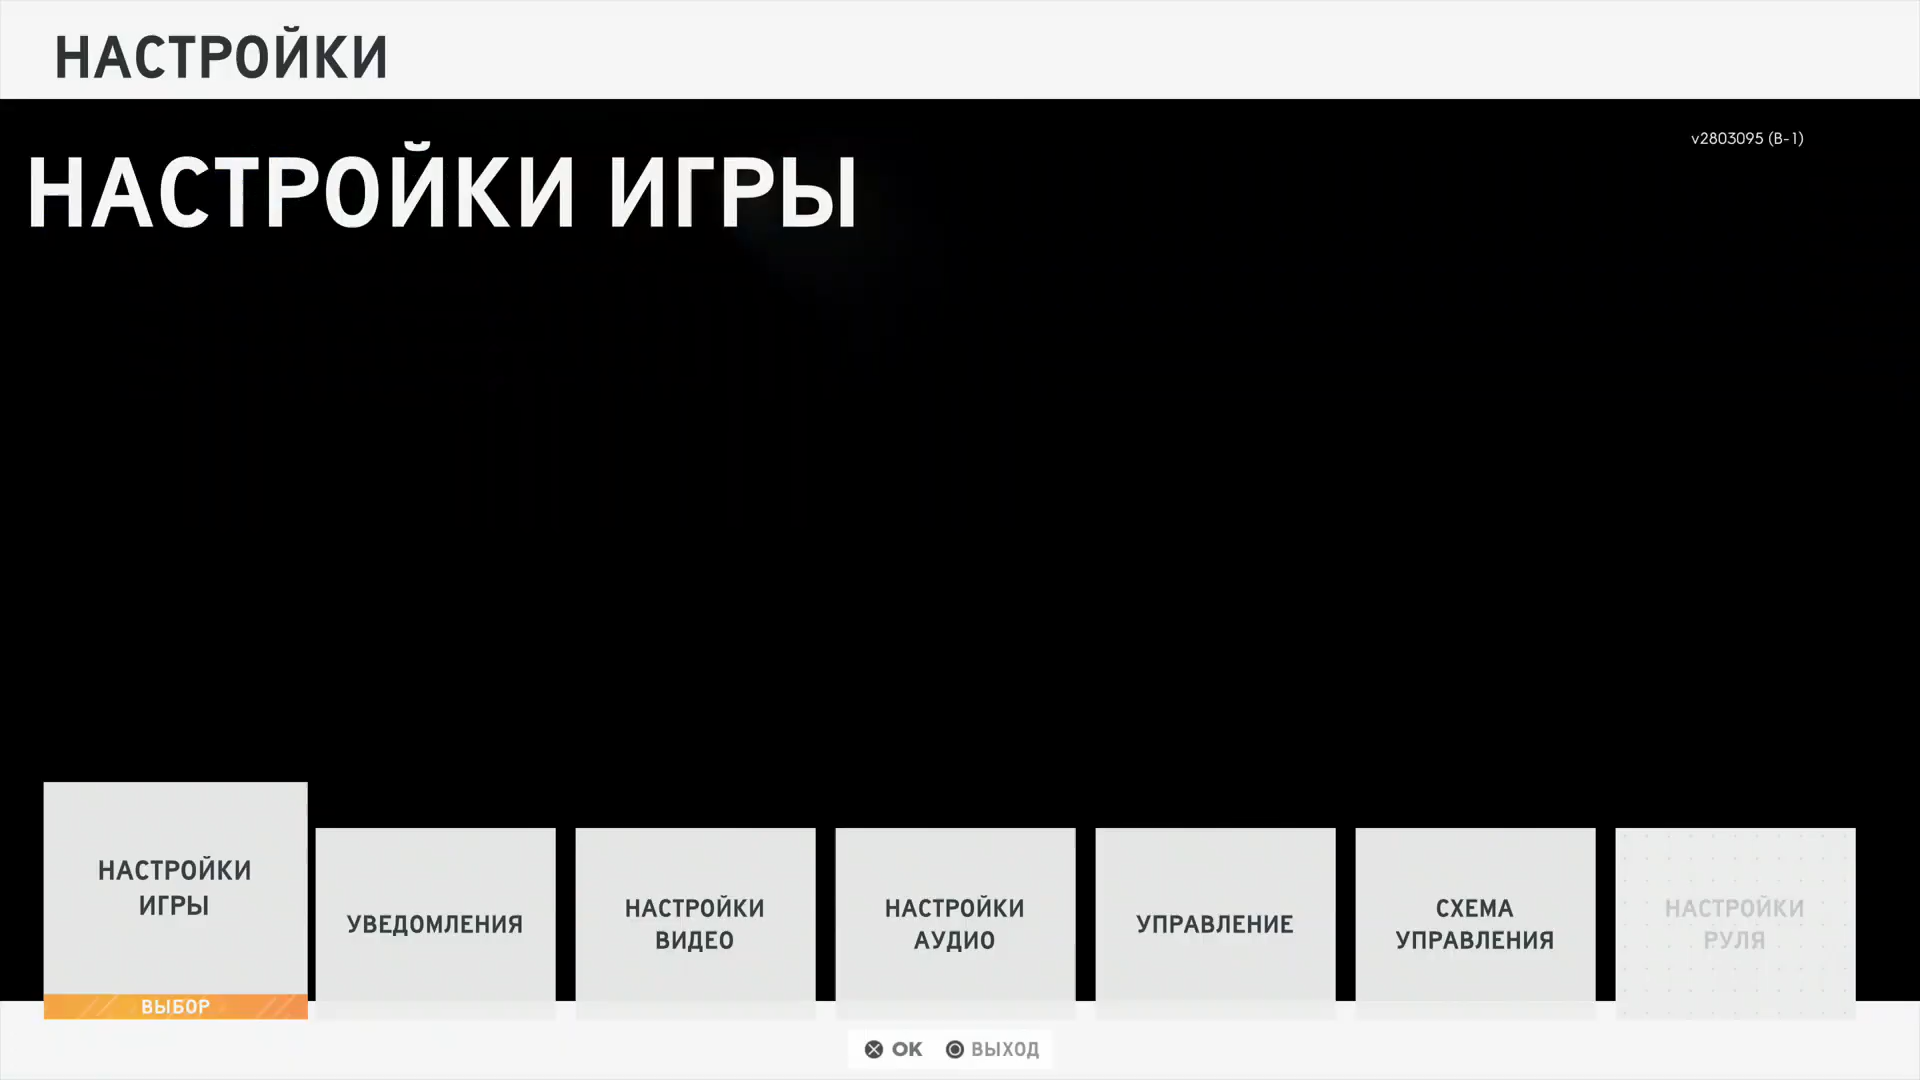 НАСТРОЙКИ
v2803095 (B-1)
НАСТРОЙКИ ИГРЫ
НАСТРОЙКИ
ИГРЫ
ВЫБОР
УВЕДОМЛЕНИЯ
НАСТРОЙКИ
ВИДЕО
НАСТРОЙКИ
АУДИО
УПРАВЛЕНИЕ
СХЕМА
УПРАВЛЕНИЯ
НАСТРОЙКИ
РУЛЯ
OK ВЫХОД